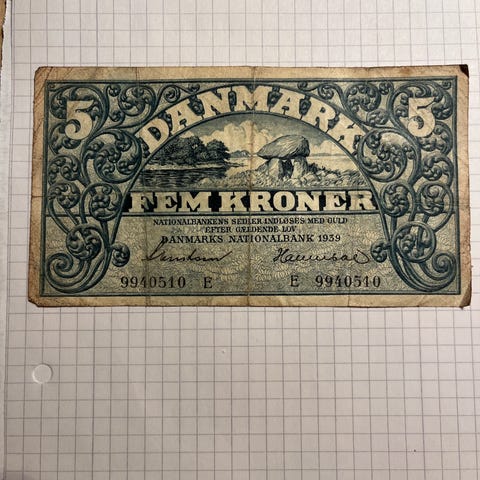 5 DANMARK 5
FEM KRONER
NATIONALBANKENS SEDLER INDLØSES MED GULD
EFTER GÆLDENDE LOV
DANMARKS NATIONALBANK 1939
9940510 E E 9940510